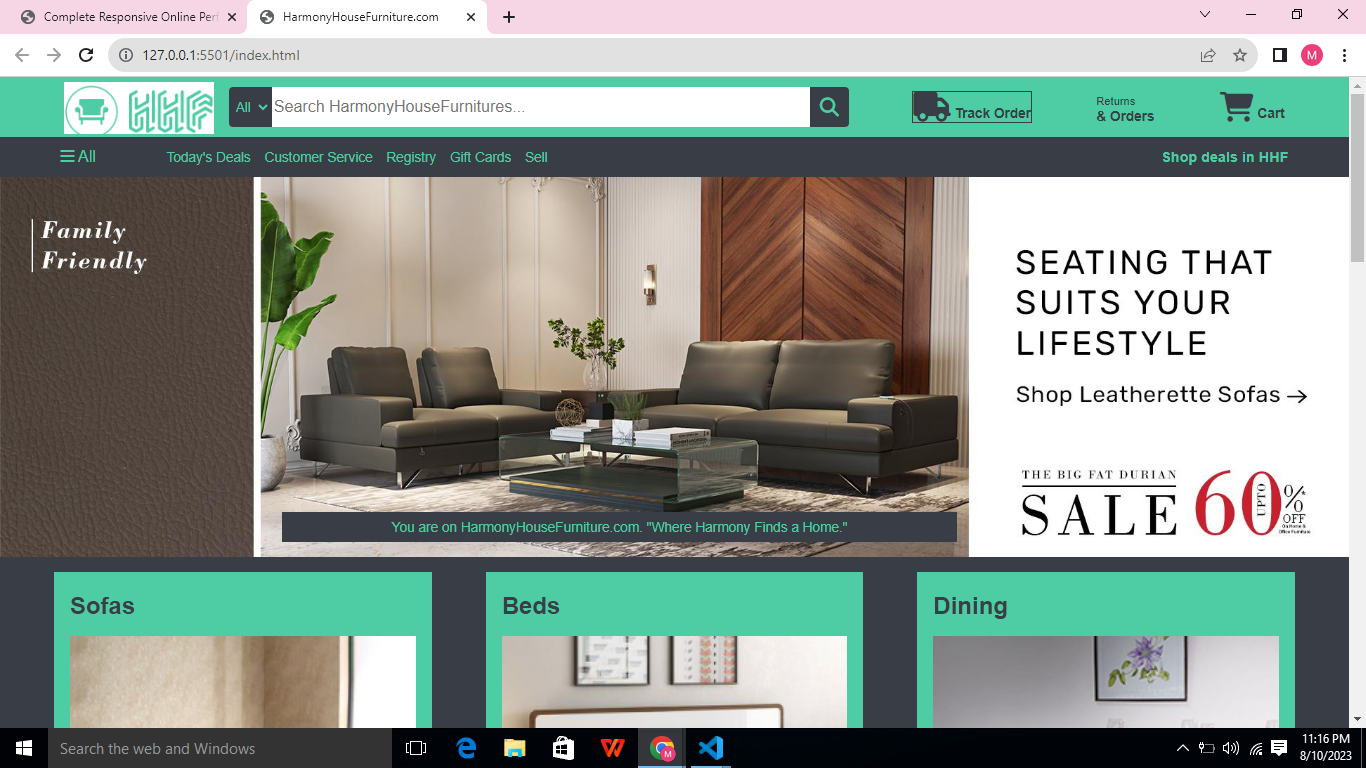 Complete Responsive Online Per
HarmonyHouseFurniture.com
127.0.0.1:5501/index.html
M
HHF
All
Search HarmonyHouseFurnitures...
Track Order
Returns
& Orders
Cart
All
Today's Deals
Customer Service
Registry
Gift Cards
Sell
Shop deals in HHF
Family
Friendly
SEATING THAT
SUITS YOUR
LIFESTYLE
Shop Leatherette Sofas →
THE BIG FAT DURIAN
SALE
UPTO
60% OFF
On Home &
Office Furniture
You are on HarmonyHouseFurniture.com. "Where Harmony Finds a Home."
Sofas
Beds
Dining
Search the web and Windows
M
11:16 PM
8/10/2023